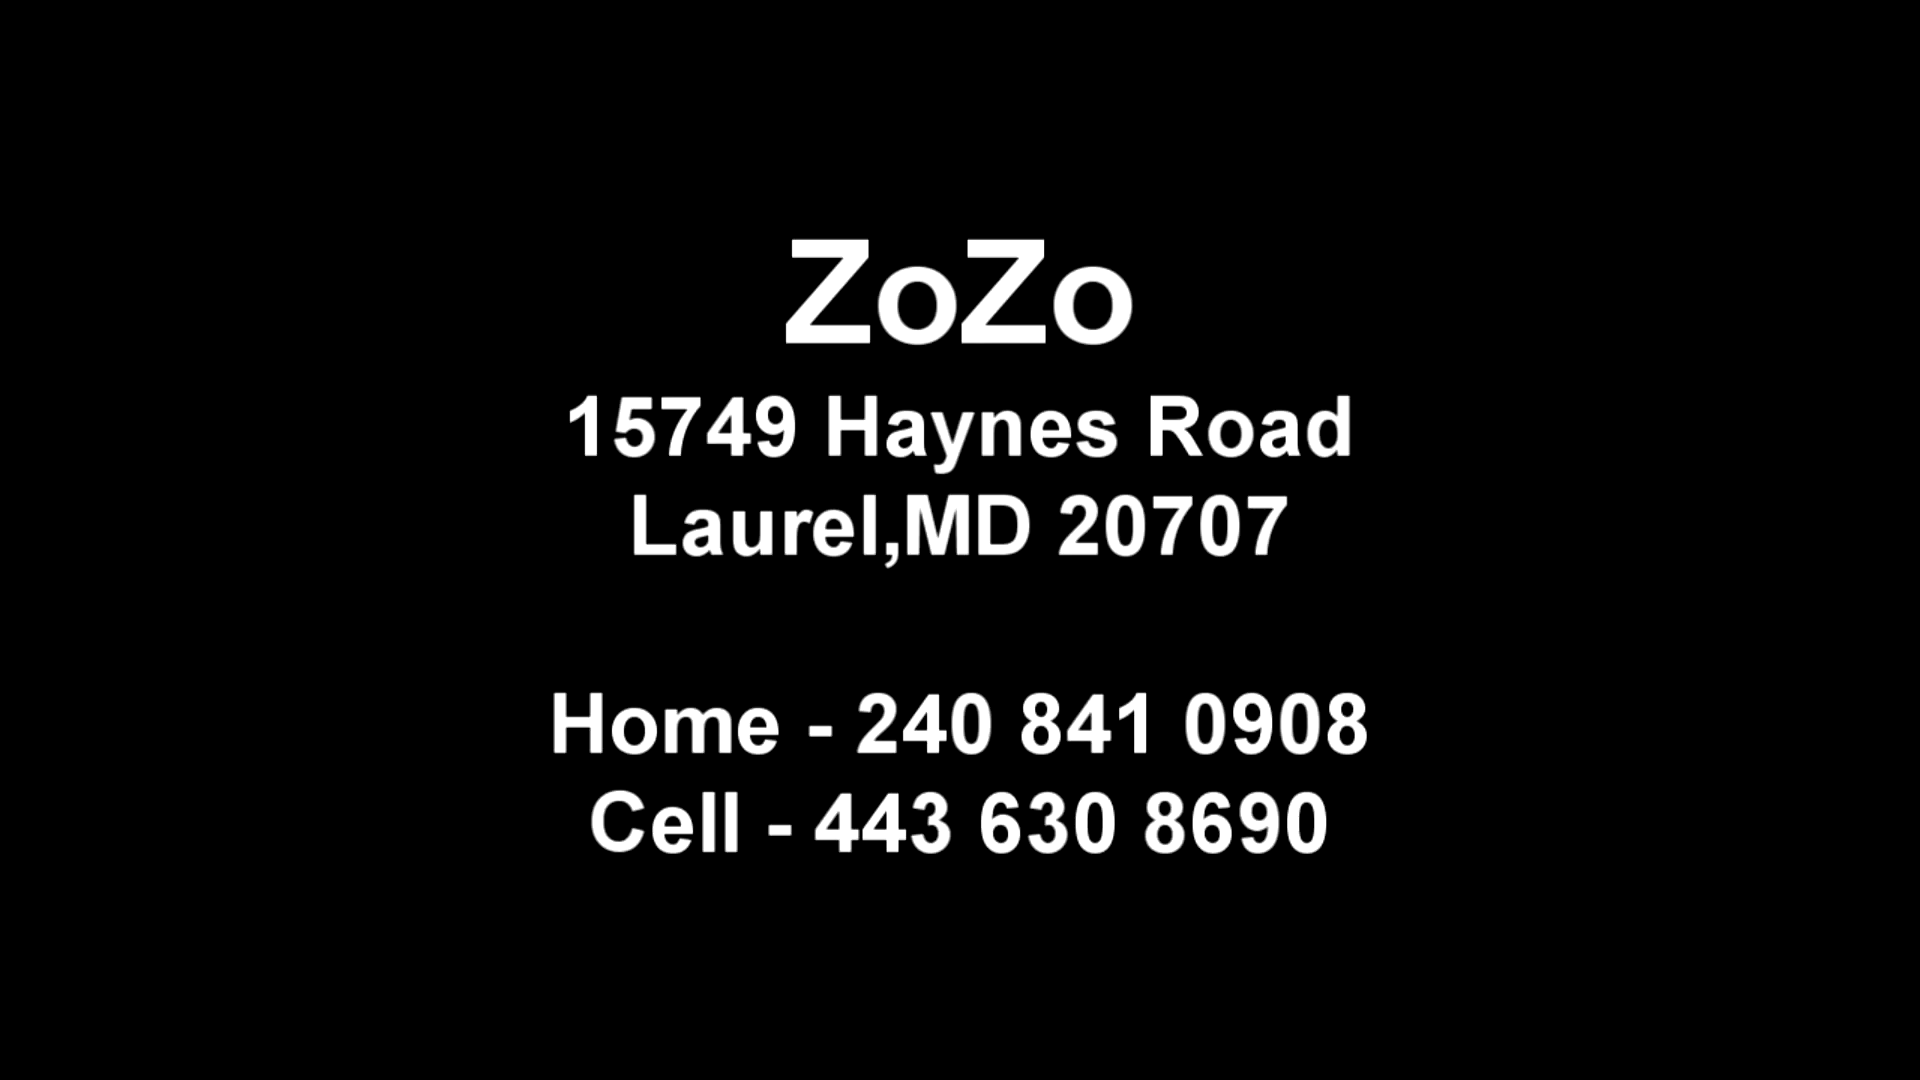 ZoZo
15749 Haynes Road
Laurel,MD 20707
Home - 240 841 0908
Cell - 443 630 8690